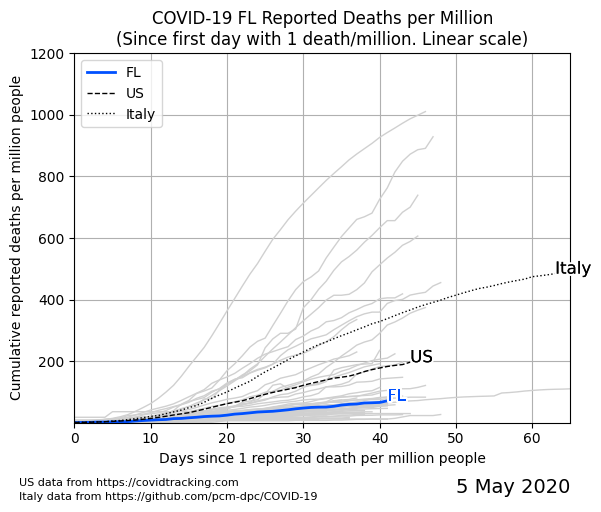 COVID-19 FL Reported Deaths per Million
(Since first day with 1 death/million. Linear scale)
Cumulative reported deaths per million people
1200
1000
800
600
400
200
FL
US
Italy
Italy
US
FL
0 10 20 30 40 50 60
Days since 1 reported death per million people
US data from https://covidtracking.com
Italy data from https://github.com/pcm-dpc/COVID-19
5 May 2020